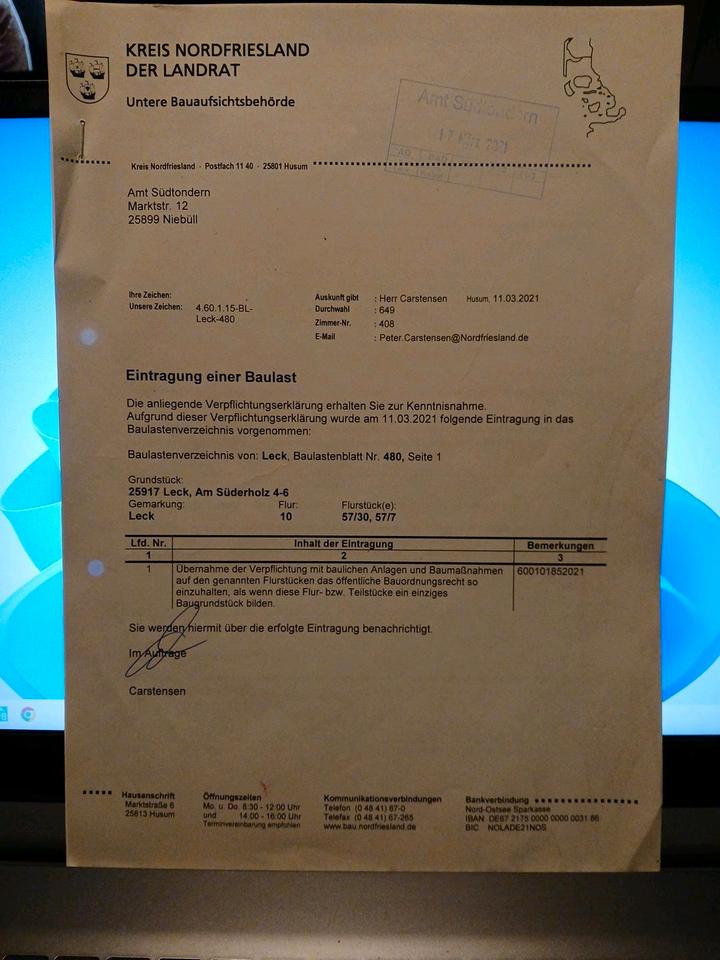 KREIS NORDFRIESLAND
DER LANDRAT
Untere Bauaufsichtsbehörde
Amt Südtondern
Kreis Nordfriesland · Postfach 11 40 · 25801 Husum
Amt Südtondern
Marktstr. 12
25899 Niebüll
Ihre Zeichen:
Unsere Zeichen: 4.60.1.15-BL-
Leck-480
Auskunft gibt : Herr Carstensen Husum, 11.03.2021
Durchwahl : 649
Zimmer-Nr. : 408
E-Mail : Peter.Carstensen@Nordfriesland.de
Eintragung einer Baulast
Die anliegende Verpflichtungserklärung erhalten Sie zur Kenntnisnahme.
Aufgrund dieser Verpflichtungserklärung wurde am 11.03.2021 folgende Eintragung in das
Baulastenverzeichnis vorgenommen:
Baulastenverzeichnis von: Leck, Baulastenblatt Nr. 480, Seite 1
Grundstück:
25917 Leck, Am Süderholz 4-6
Gemarkung: Flur: Flurstück(e):
Leck 10 57/30, 57/7
Lfd. Nr. Inhalt der Eintragung Bemerkungen
1 2 3
1 Übernahme der Verpflichtung mit baulichen Anlagen und Baumaßnahmen 600101852021
auf den genannten Flurstücken das öffentliche Bauordnungsrecht so
einzuhalten, als wenn diese Flur- bzw. Teilstücke ein einziges
Baugrundstück bilden.
Sie werden hiermit über die erfolgte Eintragung benachrichtigt.
Im Auftrage
Carstensen
Hausanschrift
Marktstraße 6
25813 Husum
Öffnungszeiten
Mo. u. Do. 8:30 - 12:00 Uhr
und 14:00 - 16:00 Uhr
Terminvereinbarung empfohlen
Kommunikationsverbindungen
Telefon (0 48 41) 67-0
Telefax (0 48 41) 67-265
www.bau.nordfriesland.de
Bankverbindung
Nord-Ostsee Sparkasse
IBAN DE67 2175 0000 0000 0031 86
BIC NOLADE21NOS